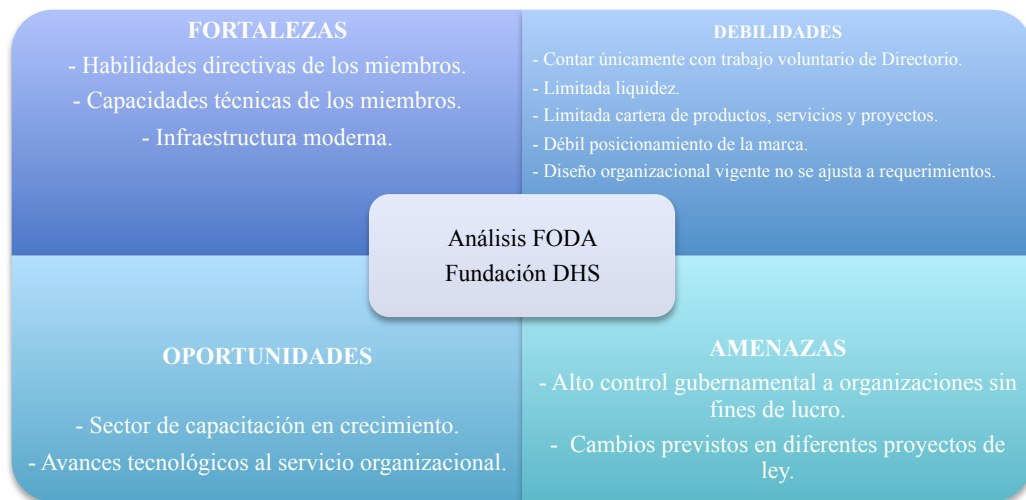 FORTALEZAS
- Habilidades directivas de los miembros.
- Capacidades técnicas de los miembros.
- Infraestructura moderna.
DEBILIDADES
- Contar únicamente con trabajo voluntario de Directorio.
- Limitada liquidez.
- Limitada cartera de productos, servicios y proyectos.
- Débil posicionamiento de la marca.
- Diseño organizacional vigente no se ajusta a requerimientos.
Análisis FODA
Fundación DHS
OPORTUNIDADES
- Sector de capacitación en crecimiento.
- Avances tecnológicos al servicio organizacional.
AMENAZAS
- Alto control gubernamental a organizaciones sin
fines de lucro.
- Cambios previstos en diferentes proyectos de
ley.